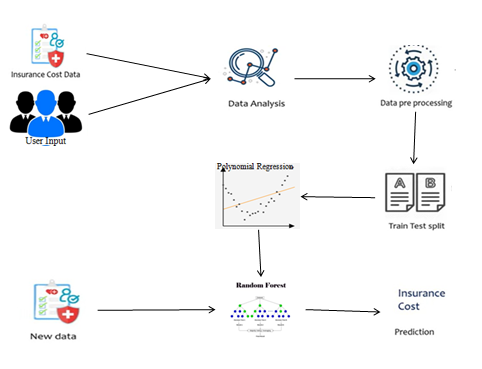 Insurance Cost Data
User Input
Data Analysis
Data pre processing
Polynomial Regression
A B
Train Test split
Random Forest
New data
Insurance
Cost
Prediction